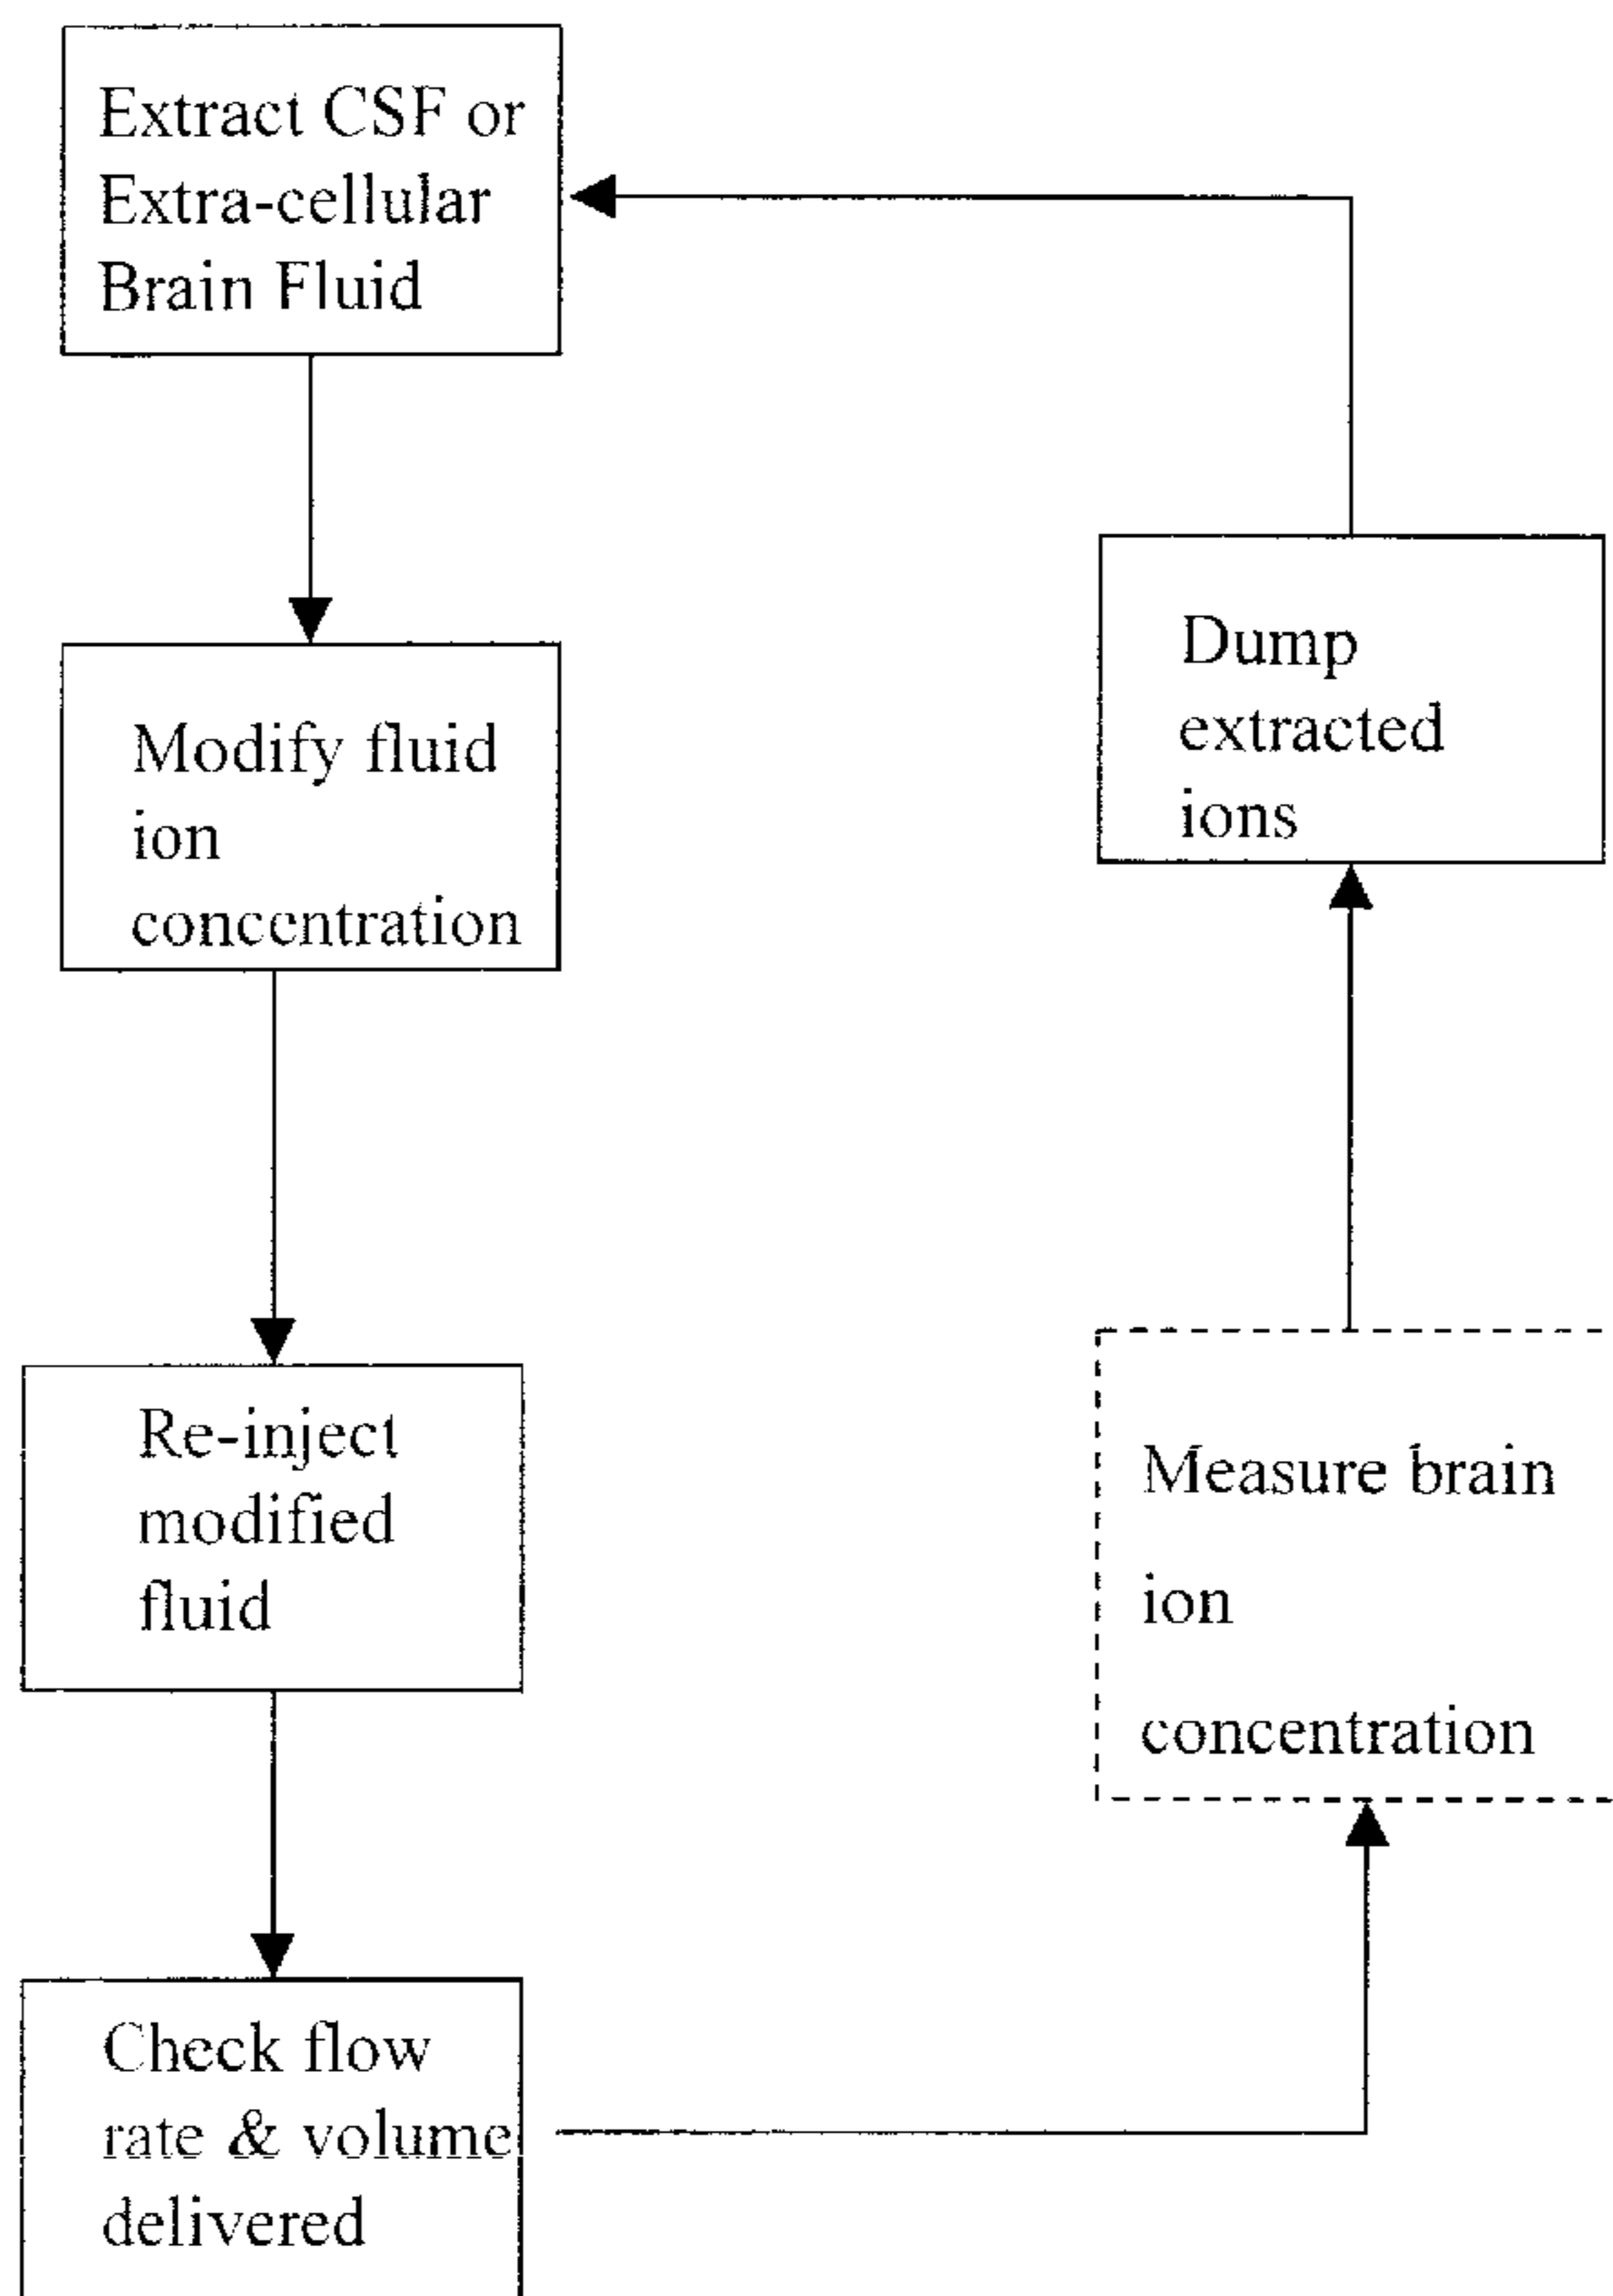 Extract CSF or
Extra-cellular
Brain Fluid
Modify fluid
ion
concentration
Re-inject
modified
fluid
Check flow
rate & volume
delivered
Measure brain
ion
concentration
Dump
extracted
ions